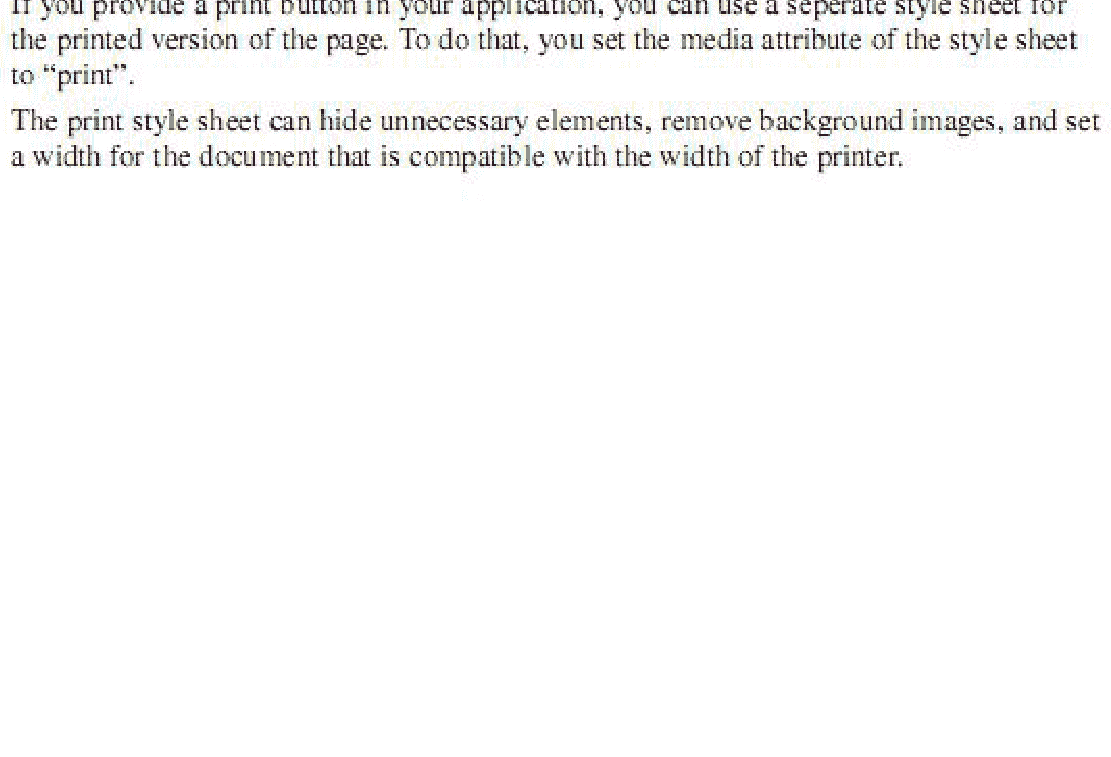 If you provide a print button in your application, you can use a seperate style sheet for
the printed version of the page. To do that, you set the media attribute of the style sheet
to “print”.
The print style sheet can hide unnecessary elements, remove background images, and set
a width for the document that is compatible with the width of the printer.